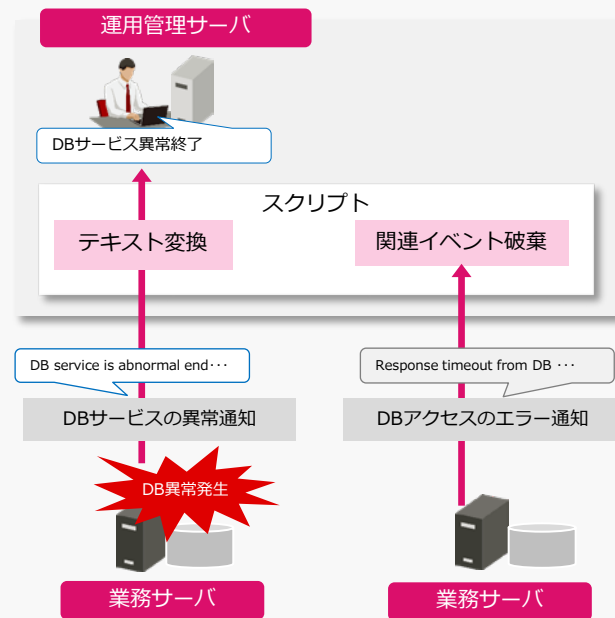 運用管理サーバ
DBサービス異常終了
スクリプト
テキスト変換
関連イベント破棄
DB service is abnormal end･･･
Response timeout from DB ･･･
DBサービスの異常通知
DBアクセスのエラー通知
DB異常発生
業務サーバ
業務サーバ